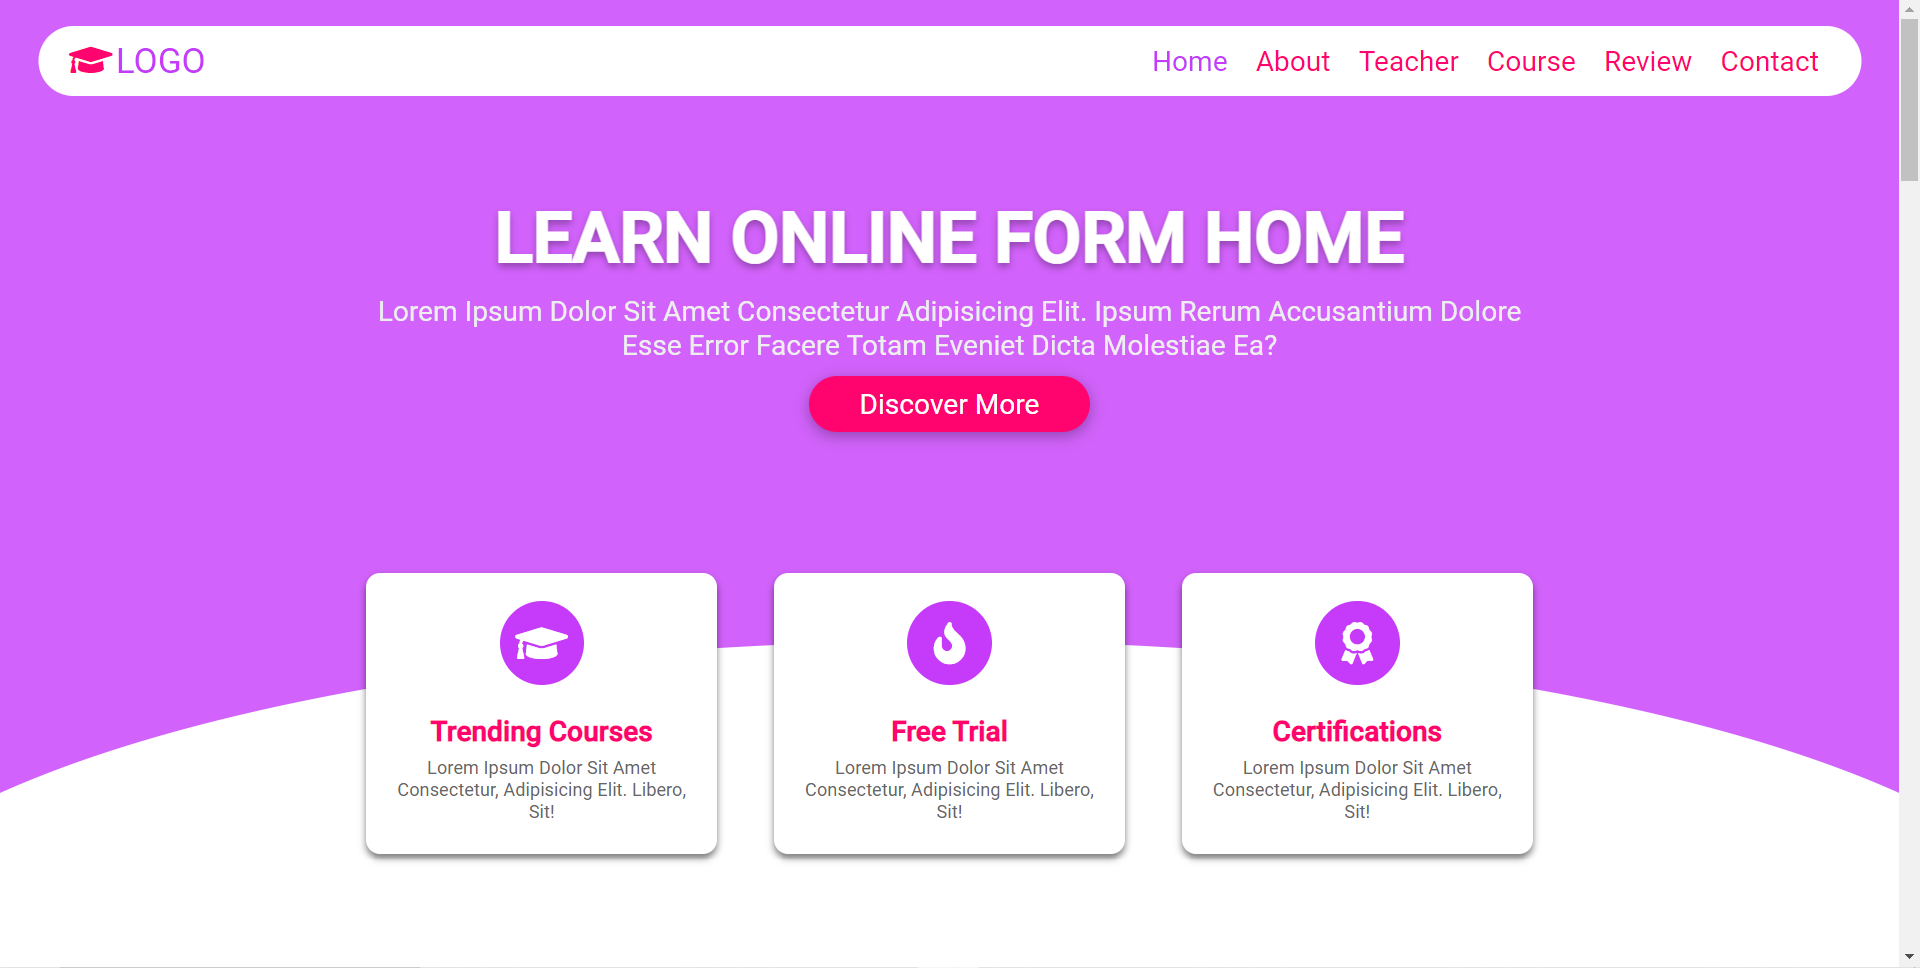 LOGO
Home About Teacher Course Review Contact
LEARN ONLINE FORM HOME
Lorem Ipsum Dolor Sit Amet Consectetur Adipisicing Elit. Ipsum Rerum Accusantium Dolore
Esse Error Facere Totam Eveniet Dicta Molestiae Ea?
Discover More
Trending Courses
Lorem Ipsum Dolor Sit Amet
Consectetur, Adipisicing Elit. Libero,
Sit!
Free Trial
Lorem Ipsum Dolor Sit Amet
Consectetur, Adipisicing Elit. Libero,
Sit!
Certifications
Lorem Ipsum Dolor Sit Amet
Consectetur, Adipisicing Elit. Libero,
Sit!